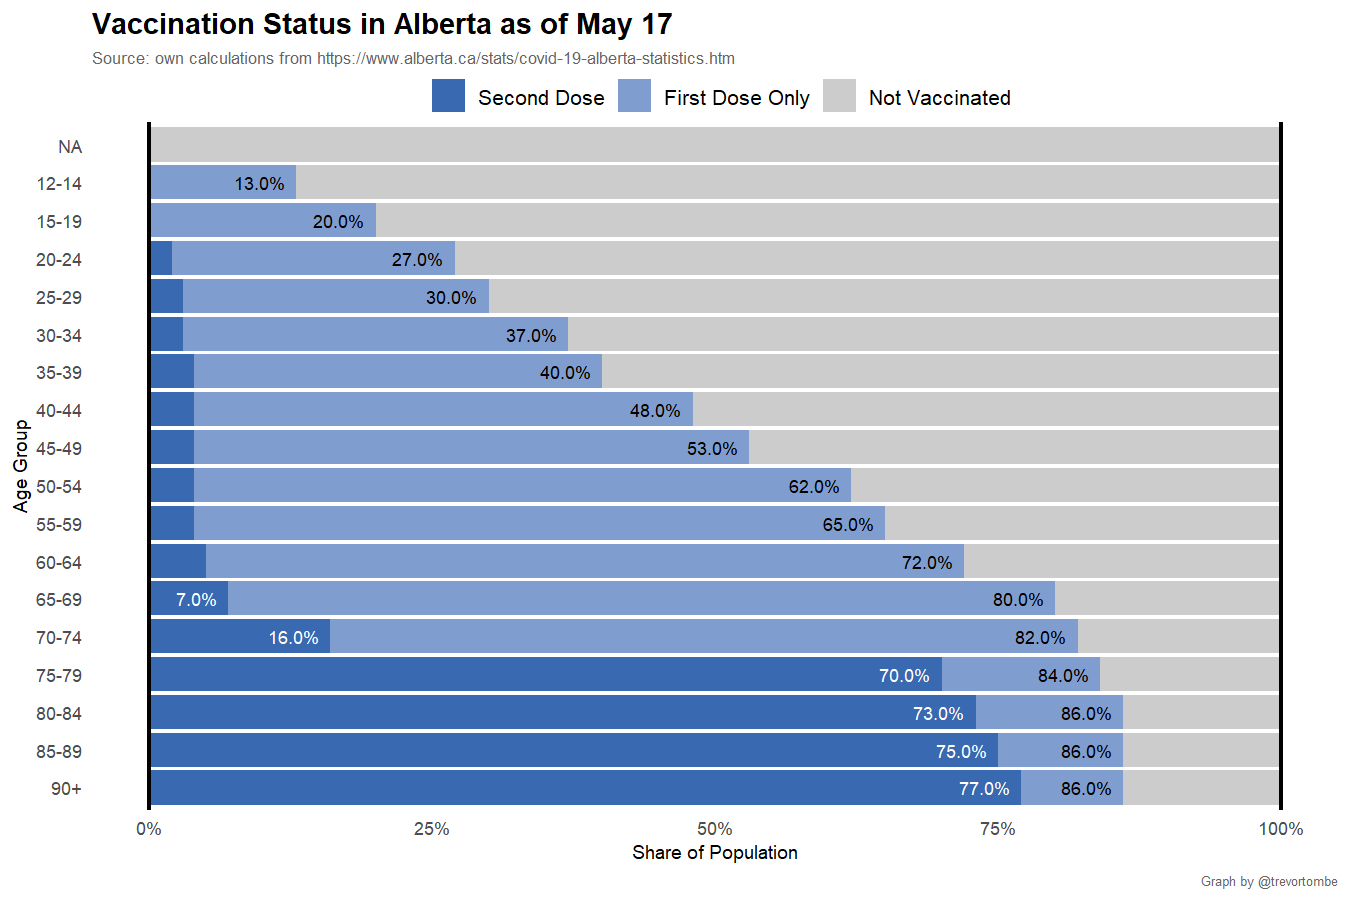 Vaccination Status in Alberta as of May 17
Source: own calculations from https://www.alberta.ca/stats/covid-19-alberta-statistics.htm
Second Dose First Dose Only Not Vaccinated
Age Group
NA
12-14 13.0%
15-19 20.0%
20-24 27.0%
25-29 30.0%
30-34 37.0%
35-39 40.0%
40-44 48.0%
45-49 53.0%
50-54 62.0%
55-59 65.0%
60-64 72.0%
65-69 7.0% 80.0%
70-74 16.0% 82.0%
75-79 70.0% 84.0%
80-84 73.0% 86.0%
85-89 75.0% 86.0%
90+ 77.0% 86.0%
0% 25% 50% 75% 100%
Share of Population
Graph by @trevortombe